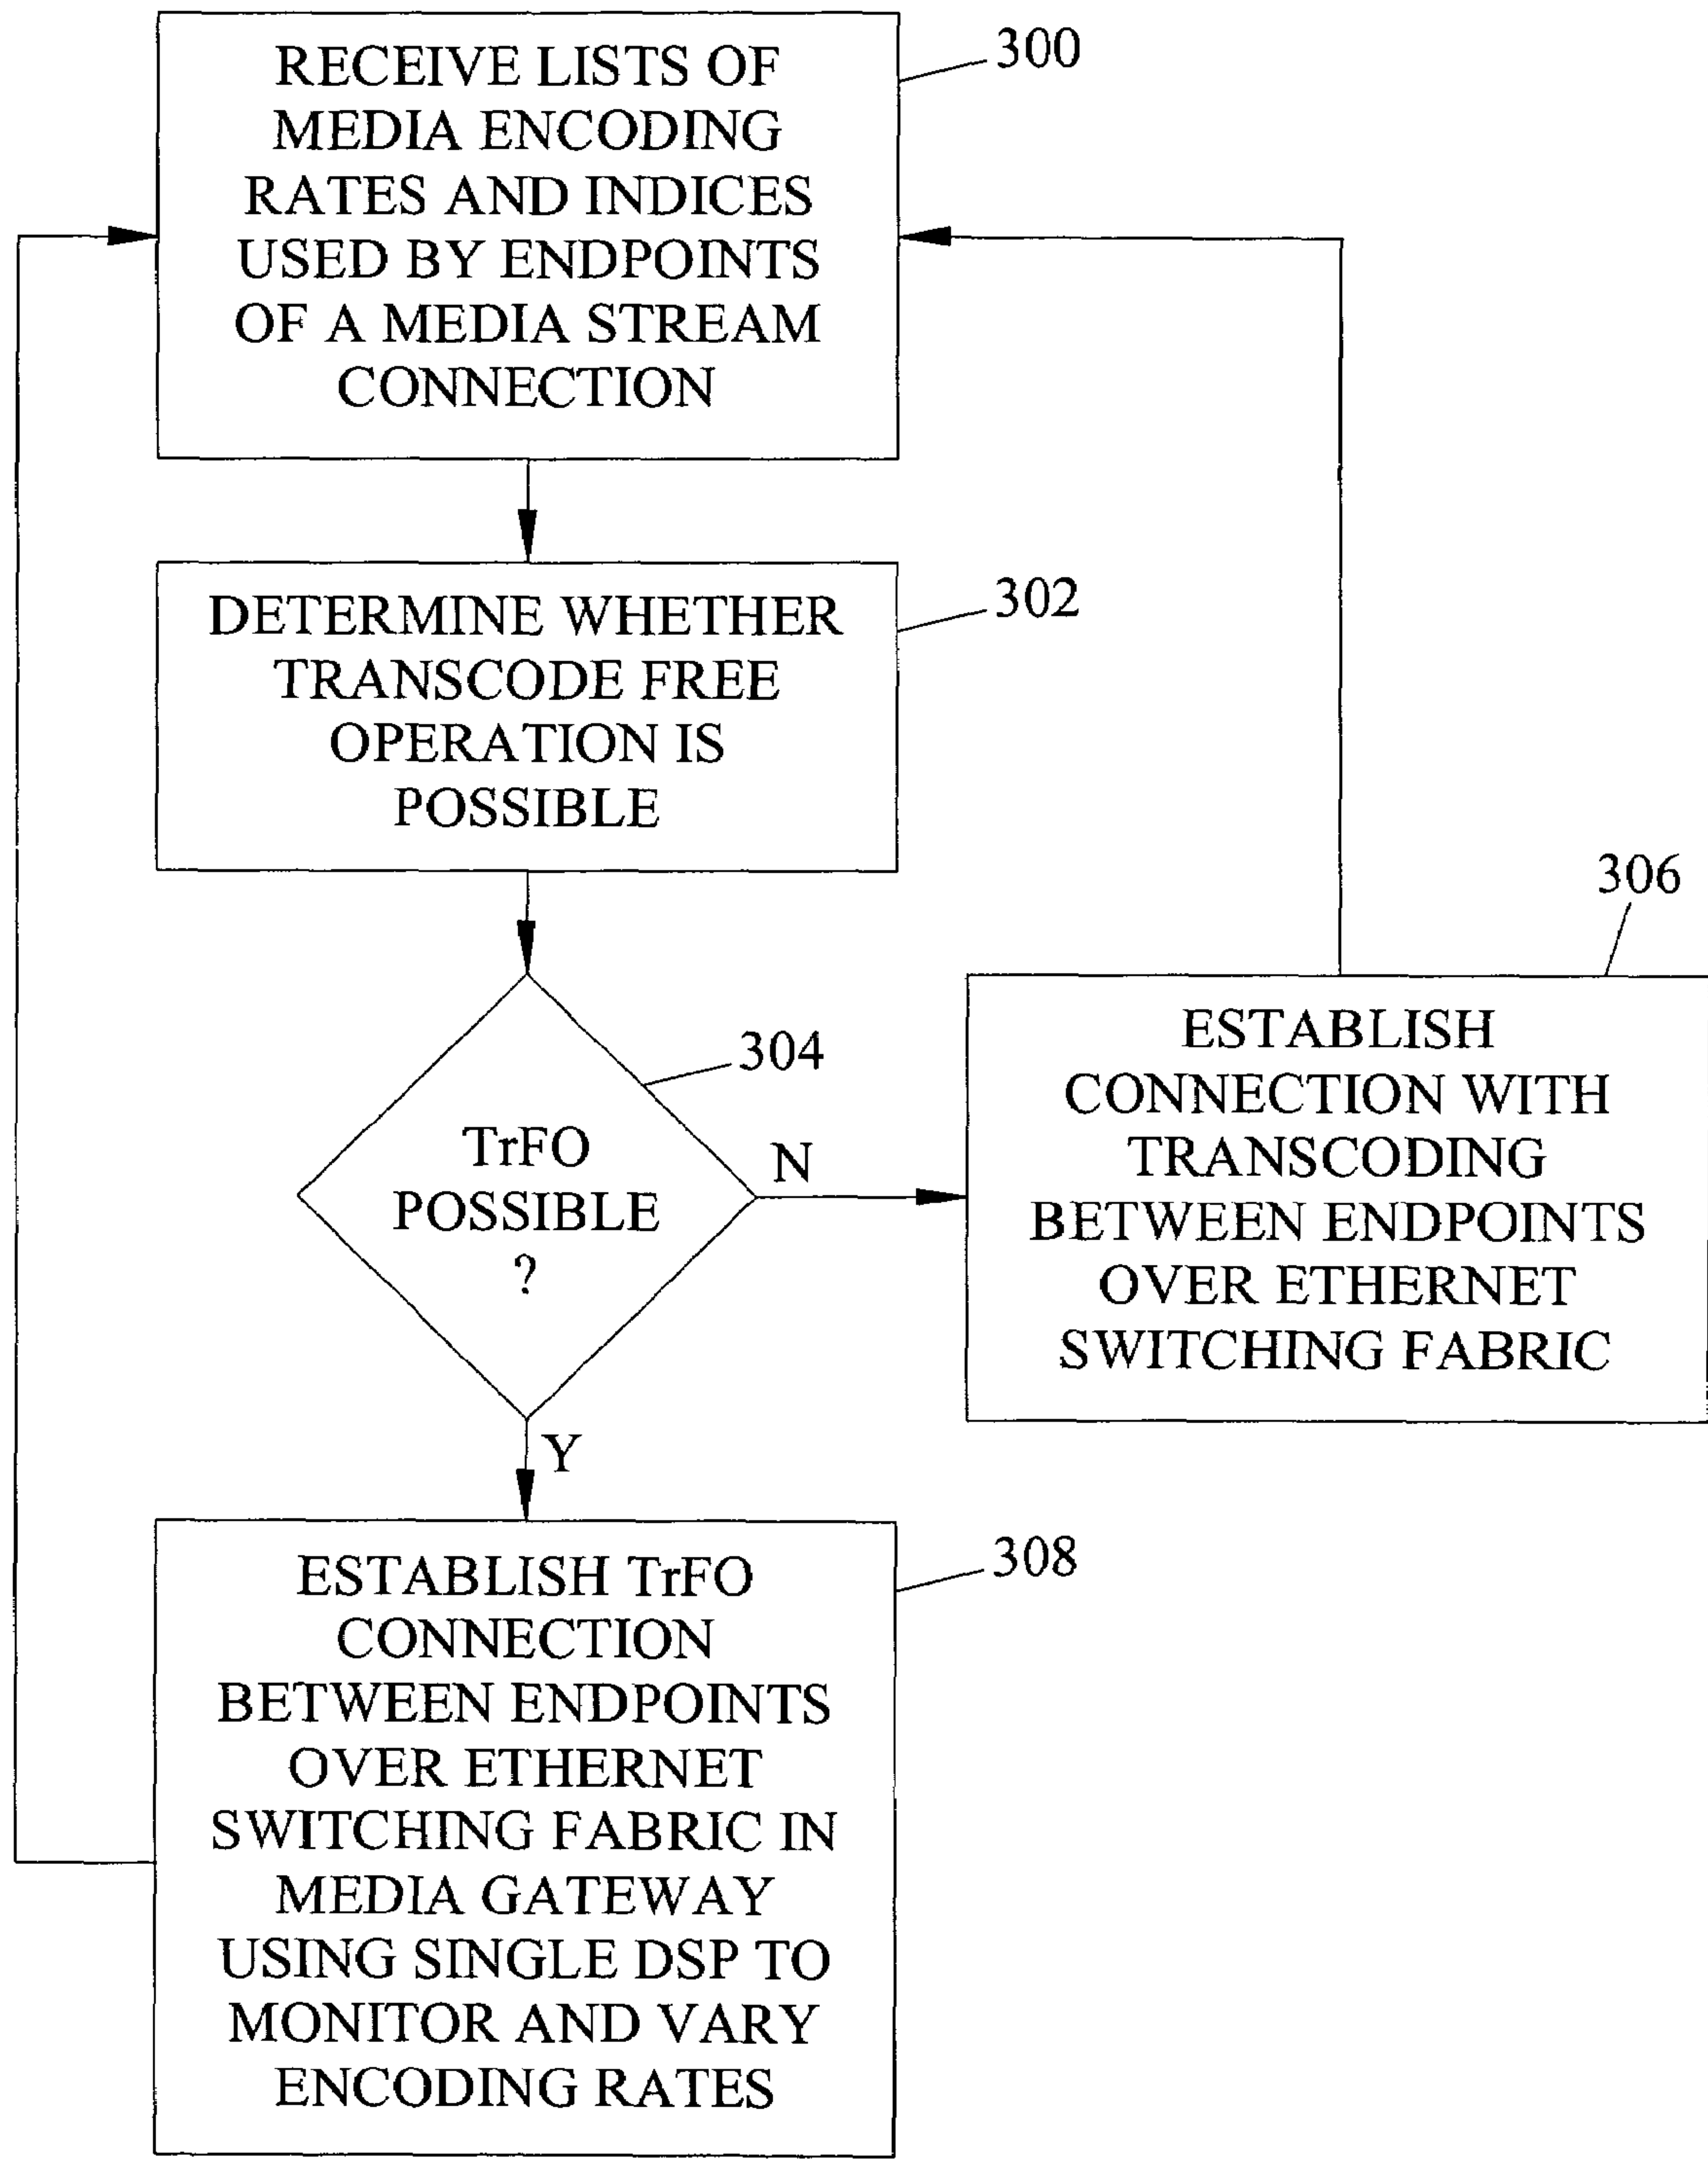 RECEIVE LISTS OF
MEDIA ENCODING
RATES AND INDICES
USED BY ENDPOINTS
OF A MEDIA STREAM
CONNECTION
300
DETERMINE WHETHER
TRANSCODE FREE
OPERATION IS
POSSIBLE
302
304
TrFO
POSSIBLE
?
N
Y
306
ESTABLISH
CONNECTION WITH
TRANSCODING
BETWEEN ENDPOINTS
OVER ETHERNET
SWITCHING FABRIC
ESTABLISH TrFO
CONNECTION
BETWEEN ENDPOINTS
OVER ETHERNET
SWITCHING FABRIC IN
MEDIA GATEWAY
USING SINGLE DSP TO
MONITOR AND VARY
ENCODING RATES
308